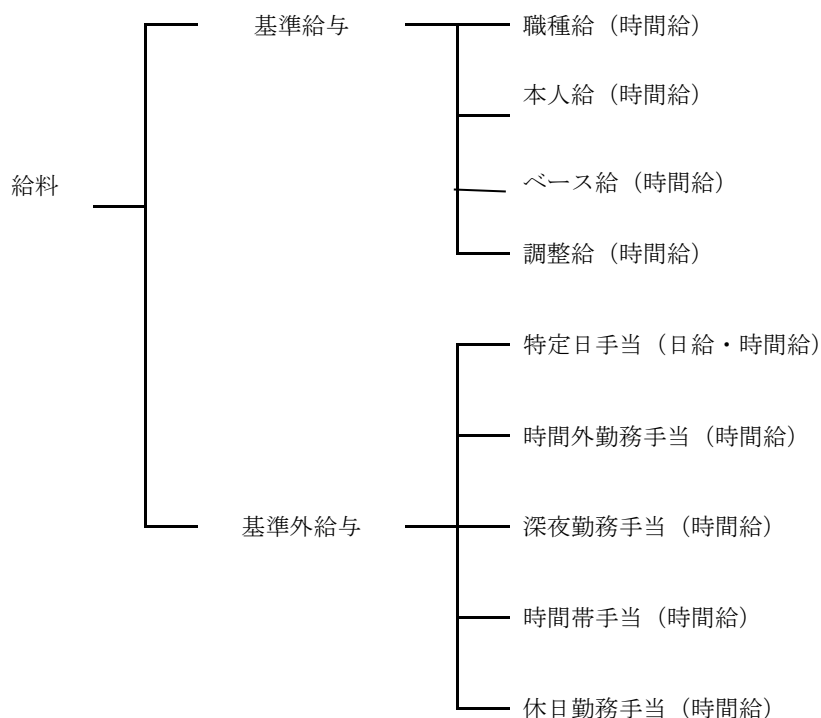 給料
基準給与
職種給（時間給）
本人給（時間給）
ベース給（時間給）
調整給（時間給）
基準外給与
特定日手当（日給・時間給）
時間外勤務手当（時間給）
深夜勤務手当（時間給）
時間帯手当（時間給）
休日勤務手当（時間給）